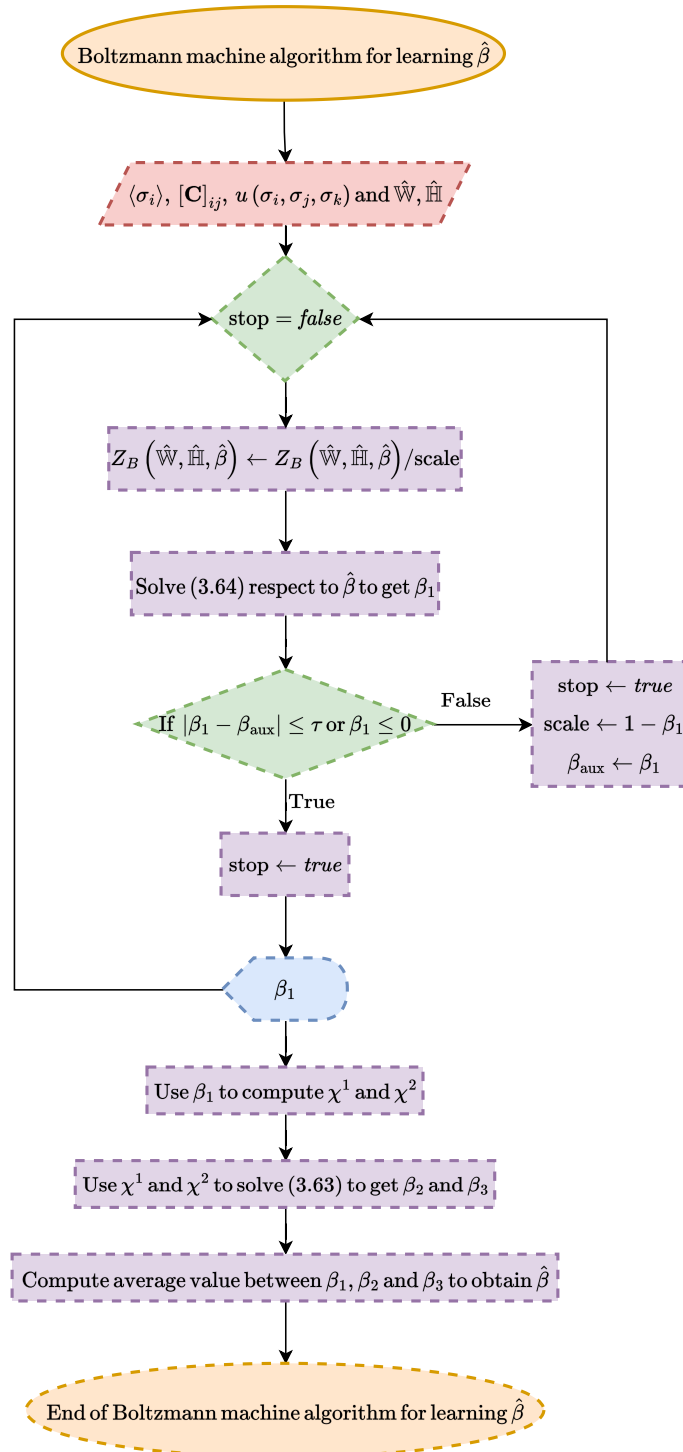 Boltzmann machine algorithm for learning β̂
⟨σᵢ⟩, [𝐂]ᵢⱼ, u (σᵢ, σⱼ, σₖ) and 𝕎̂, ℍ̂
stop = false
Z_B (𝕎̂, ℍ̂, β̂) ← Z_B (𝕎̂, ℍ̂, β̂)/scale
Solve (3.64) respect to β̂ to get β₁
If |β₁ − β_aux| ≤ τ or β₁ ≤ 0
False
stop ← true
scale ← 1 − β₁
β_aux ← β₁
True
stop ← true
β₁
Use β₁ to compute χ¹ and χ²
Use χ¹ and χ² to solve (3.63) to get β₂ and β₃
Compute average value between β₁, β₂ and β₃ to obtain β̂
End of Boltzmann machine algorithm for learning β̂